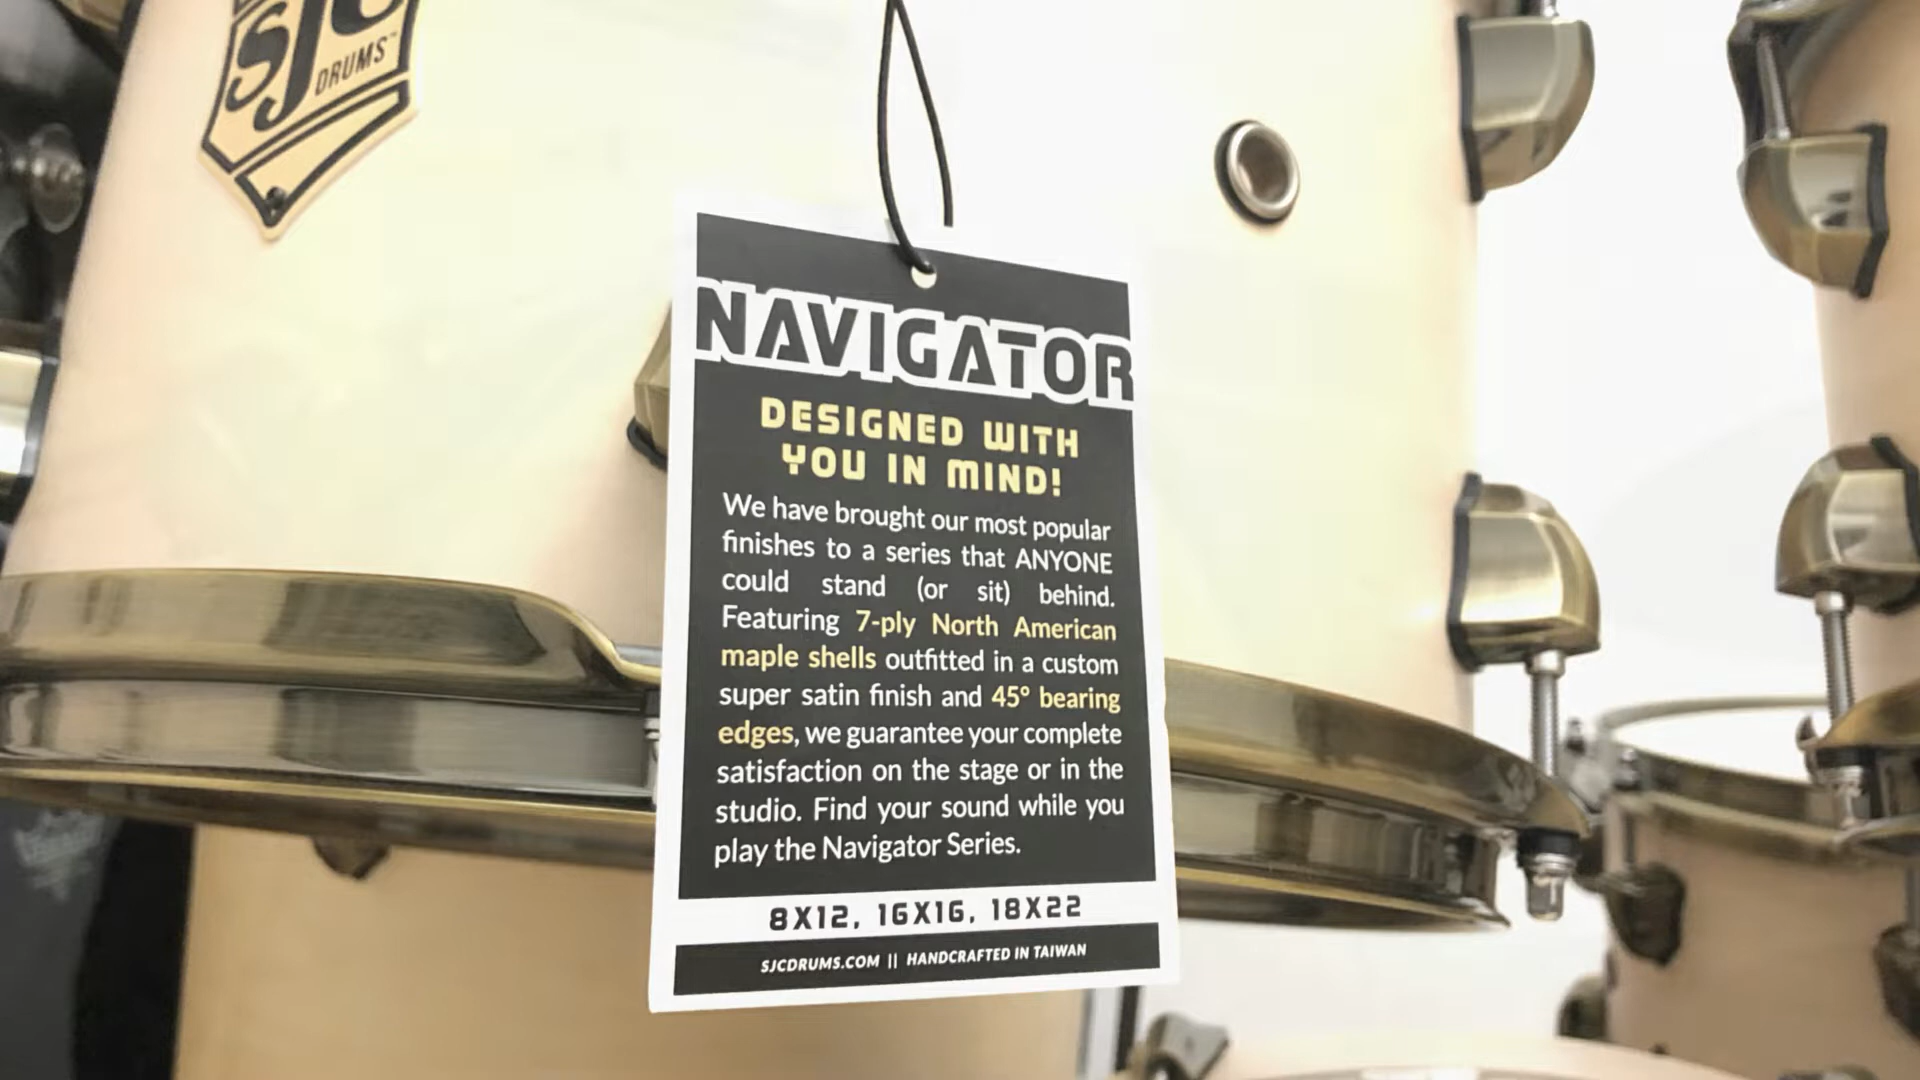 SJC
DRUMS™
NAVIGATOR
DESIGNED WITH
YOU IN MIND!
We have brought our most popular
finishes to a series that ANYONE
could stand (or sit) behind.
Featuring 7-ply North American
maple shells outfitted in a custom
super satin finish and 45° bearing
edges, we guarantee your complete
satisfaction on the stage or in the
studio. Find your sound while you
play the Navigator Series.
8X12, 16X16, 18X22
SJCDRUMS.COM || HANDCRAFTED IN TAIWAN